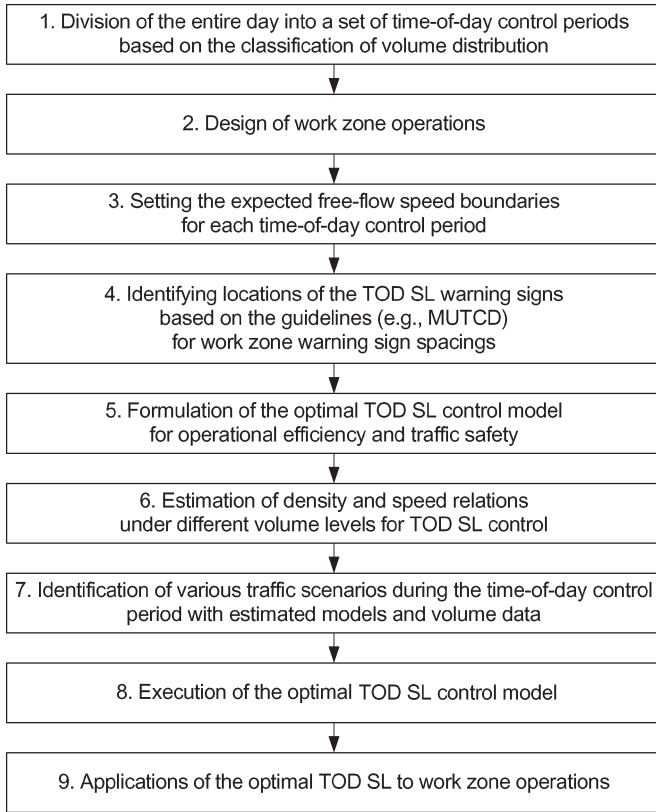 1. Division of the entire day into a set of time-of-day control periods
based on the classification of volume distribution
2. Design of work zone operations
3. Setting the expected free-flow speed boundaries
for each time-of-day control period
4. Identifying locations of the TOD SL warning signs
based on the guidelines (e.g., MUTCD)
for work zone warning sign spacings
5. Formulation of the optimal TOD SL control model
for operational efficiency and traffic safety
6. Estimation of density and speed relations
under different volume levels for TOD SL control
7. Identification of various traffic scenarios during the time-of-day control
period with estimated models and volume data
8. Execution of the optimal TOD SL control model
9. Applications of the optimal TOD SL to work zone operations